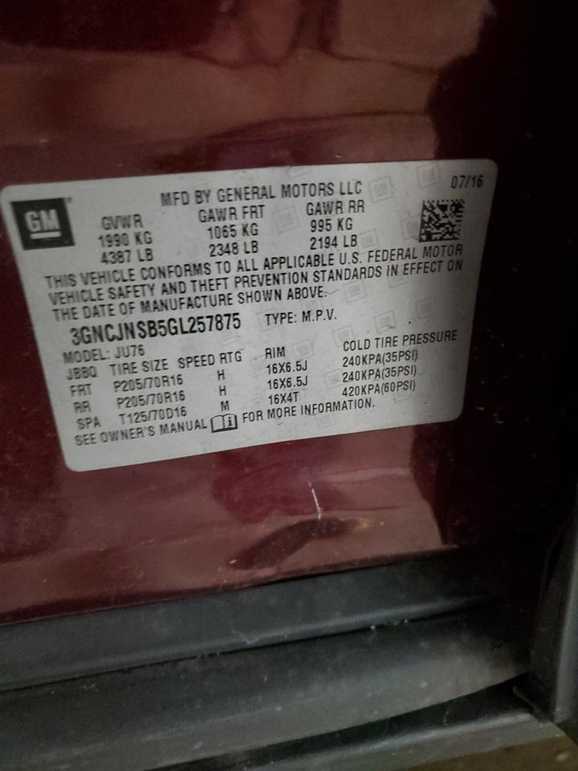 GM
MFD BY GENERAL MOTORS LLC 07/16
GVWR GAWR FRT GAWR RR
1990 KG 1065 KG 995 KG
4387 LB 2348 LB 2194 LB
THIS VEHICLE CONFORMS TO ALL APPLICABLE U.S. FEDERAL MOTOR
VEHICLE SAFETY AND THEFT PREVENTION STANDARDS IN EFFECT ON
THE DATE OF MANUFACTURE SHOWN ABOVE.
3GNCJNSB5GL257875 TYPE: M.P.V.
MODEL: JU76
JBBQ TIRE SIZE SPEED RTG RIM COLD TIRE PRESSURE
FRT P205/70R16 H 16X6.5J 240KPA(35PSI)
RR P205/70R16 H 16X6.5J 240KPA(35PSI)
SPA T125/70D16 M 16X4T 420KPA(60PSI)
SEE OWNER'S MANUAL FOR MORE INFORMATION.